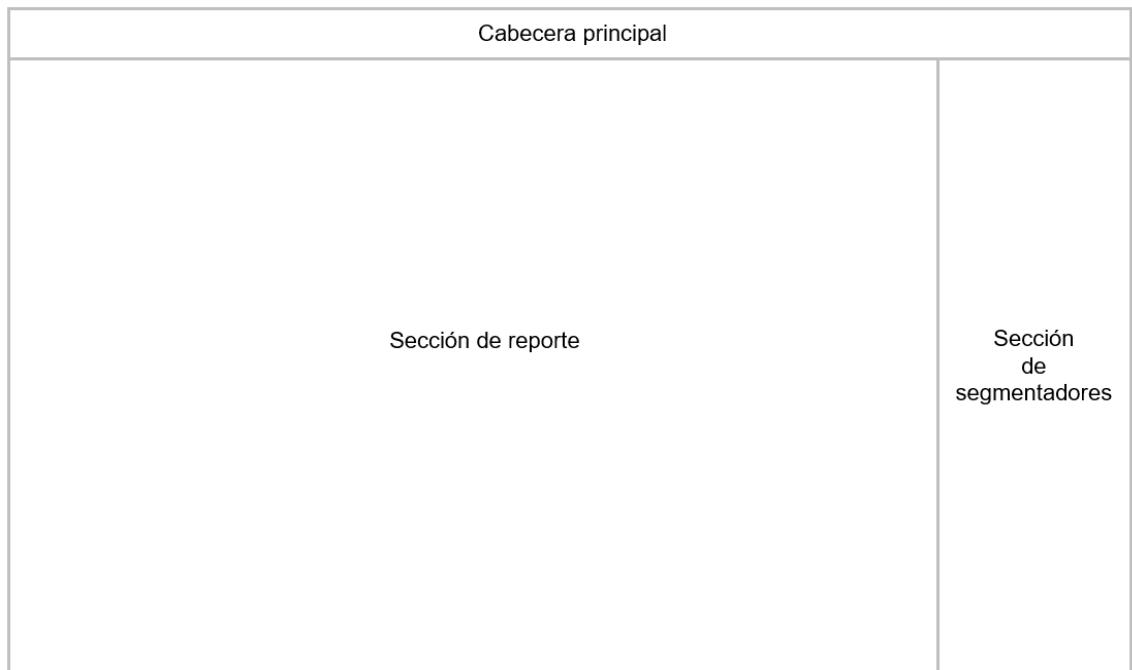 Cabecera principal
Sección de reporte
Sección
de
segmentadores